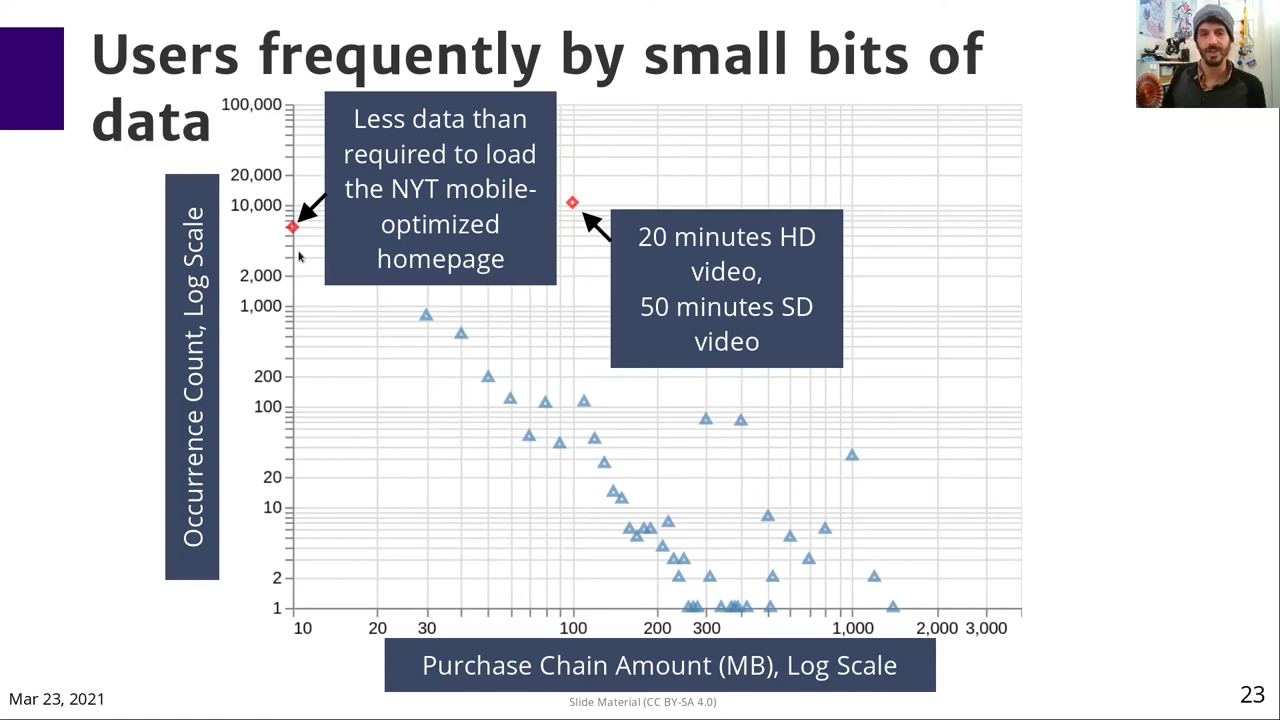 Users frequently by small bits of
data
Less data than
required to load
the NYT mobile-
optimized
homepage
20 minutes HD
video,
50 minutes SD
video
Occurrence Count, Log Scale
100,000
20,000
10,000
2,000
1,000
200
100
20
10
2
1
10 20 30 100 200 300 1,000 2,000 3,000
Purchase Chain Amount (MB), Log Scale
Mar 23, 2021
Slide Material (CC BY-SA 4.0)
23